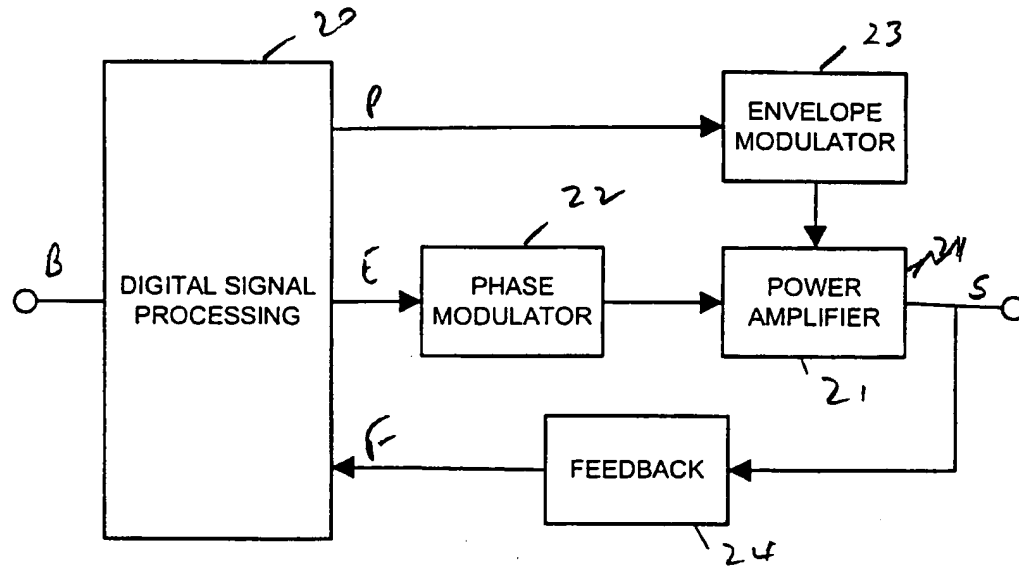 20
23
P
ENVELOPE
MODULATOR
22
B
DIGITAL SIGNAL
PROCESSING
E
PHASE
MODULATOR
POWER
AMPLIFIER
S
21
F
FEEDBACK
24